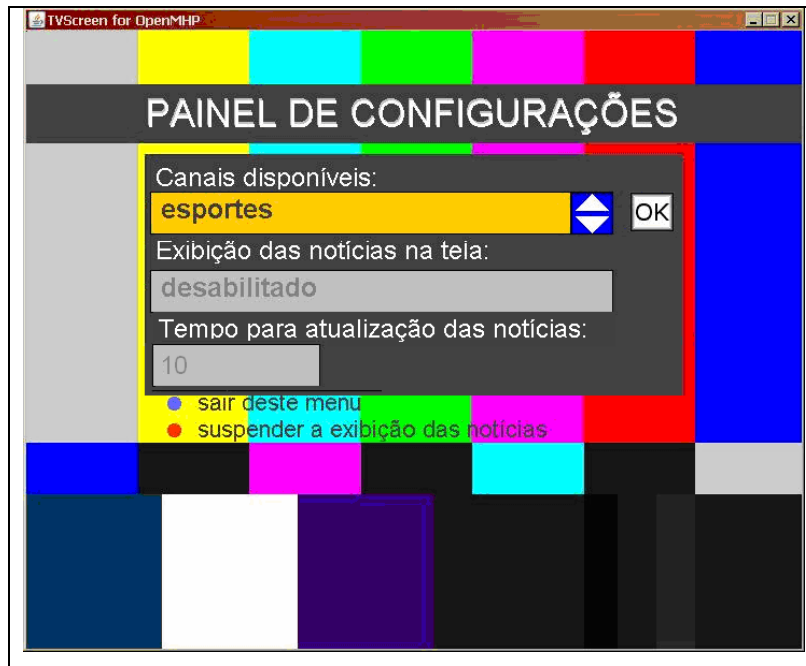 TVScreen for OpenMHP
PAINEL DE CONFIGURAÇÕES
Canais disponíveis:
esportes
OK
Exibição das notícias na tela:
desabilitado
Tempo para atualização das notícias:
10
sair deste menu
suspender a exibição das notícias